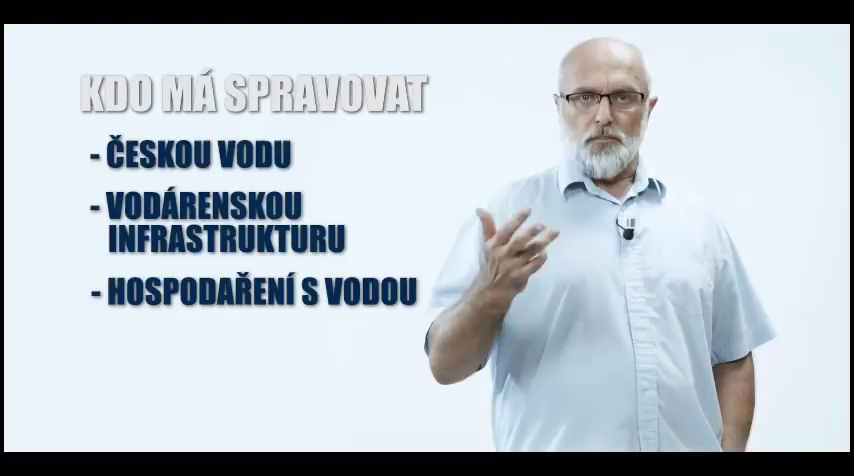 KDO MÁ SPRAVOVAT
- ČESKOU VODU
- VODÁRENSKOU
INFRASTRUKTURU
- HOSPODAŘENÍ S VODOU